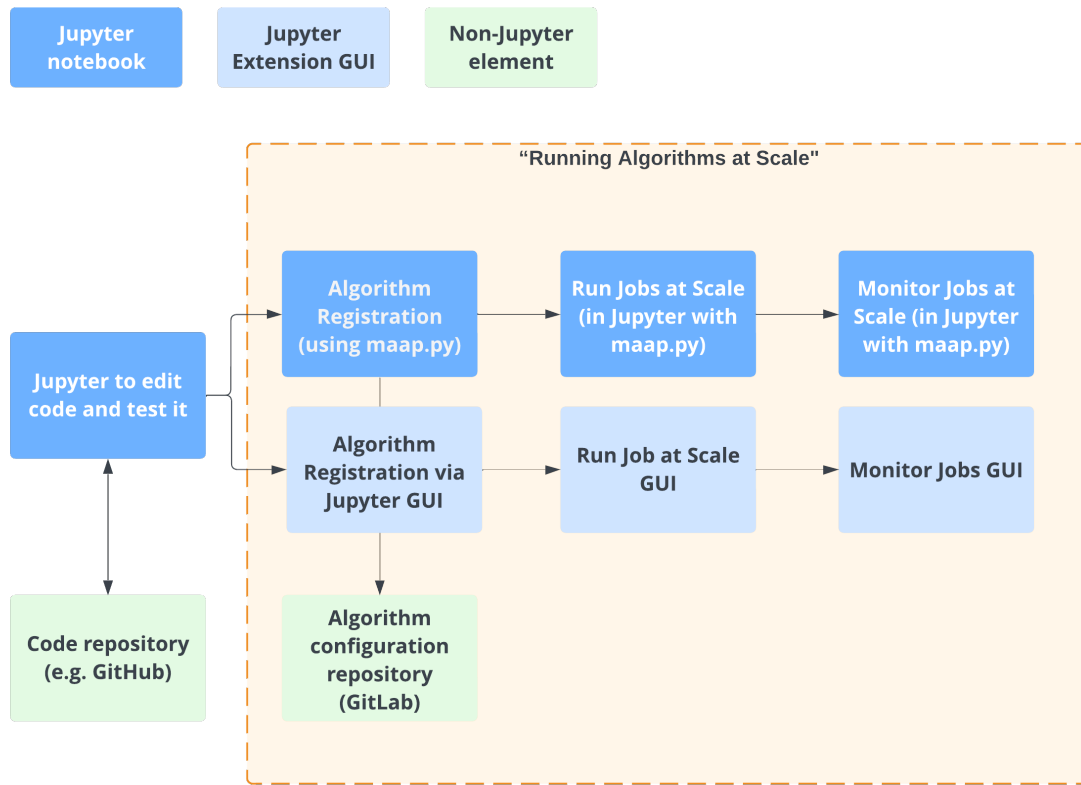 Jupyter
notebook
Jupyter
Extension GUI
Non-Jupyter
element
“Running Algorithms at Scale"
Algorithm
Registration
(using maap.py)
Run Jobs at Scale
(in Jupyter with
maap.py)
Monitor Jobs at
Scale (in Jupyter
with maap.py)
Jupyter to edit
code and test it
Algorithm
Registration via
Jupyter GUI
Run Job at Scale
GUI
Monitor Jobs GUI
Code repository
(e.g. GitHub)
Algorithm
configuration
repository
(GitLab)